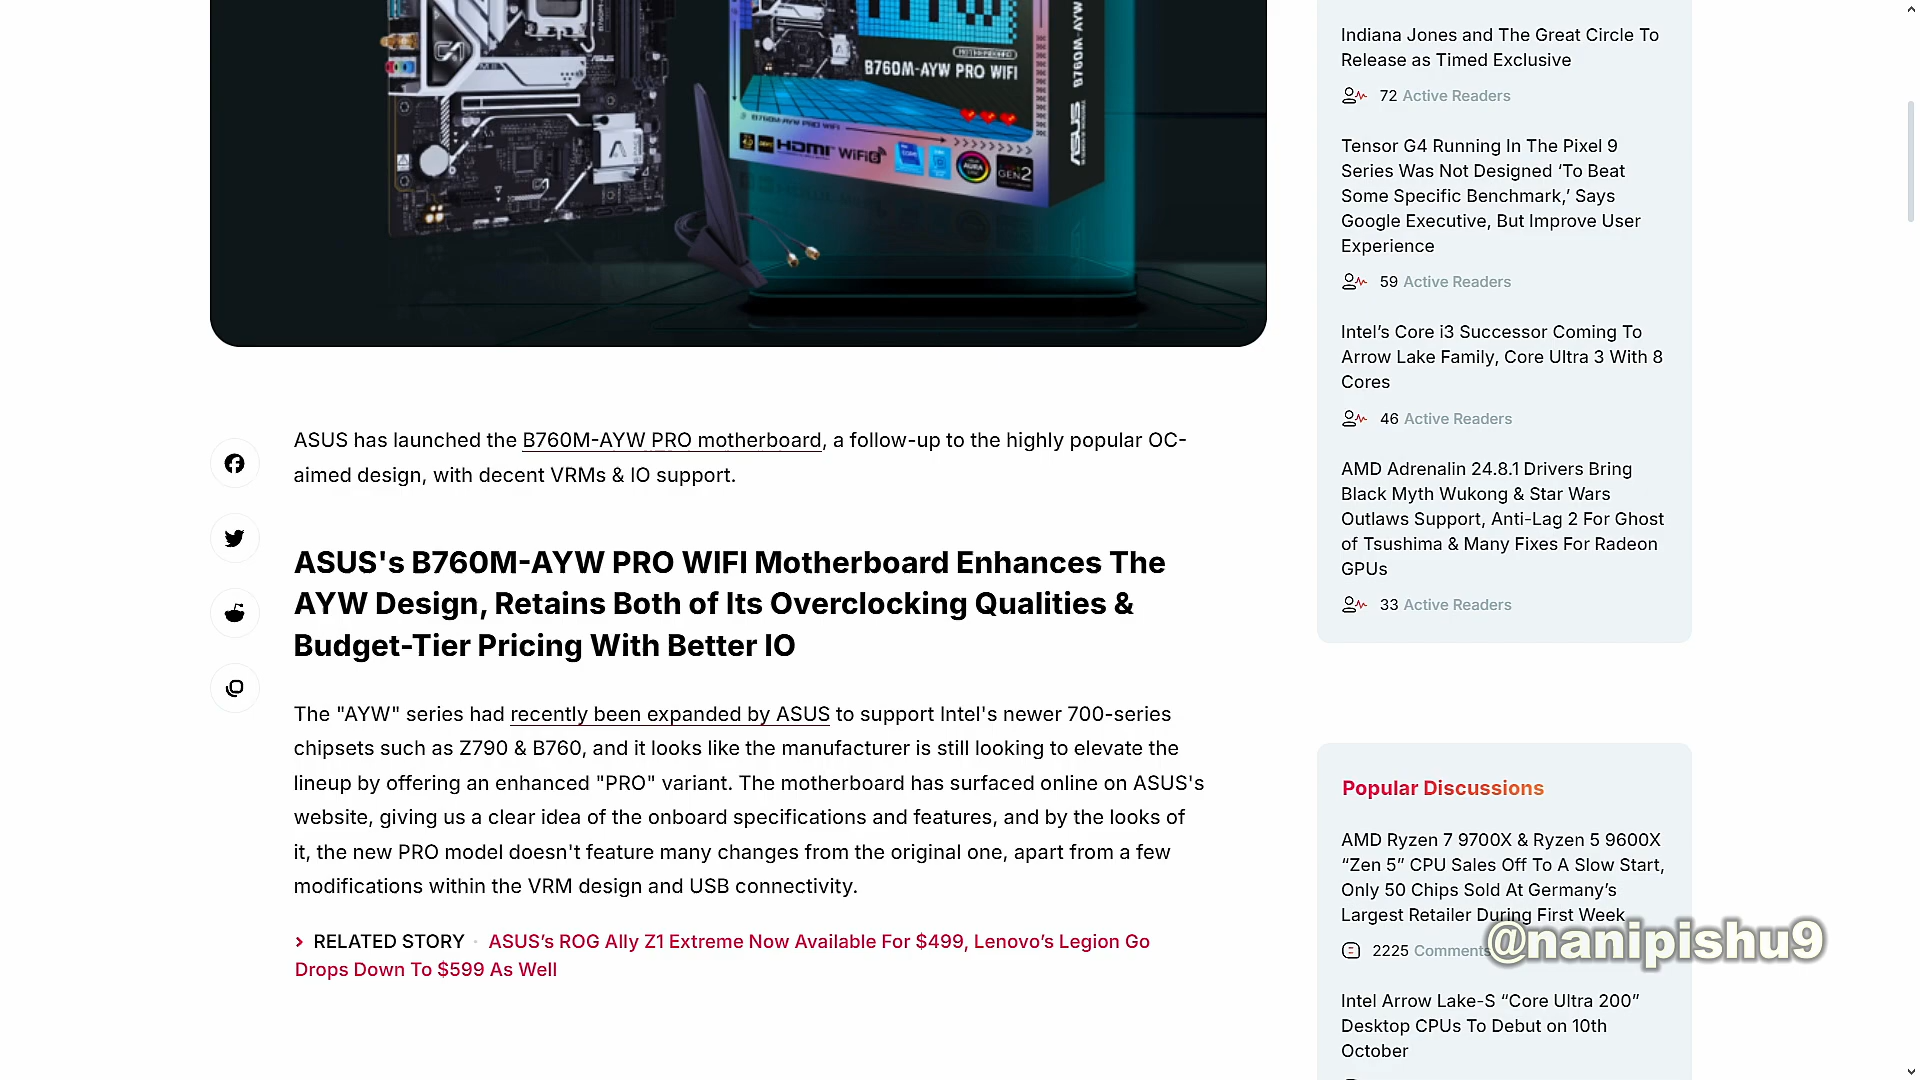 B760M-AYW PRO WIFI
MOTHERBOARD
B760M-AYW PRO WIFI
HDMI WiFi6
AURA
GEN2
ASUS
Indiana Jones and The Great Circle To
Release as Timed Exclusive
72 Active Readers
Tensor G4 Running In The Pixel 9
Series Was Not Designed ‘To Beat
Some Specific Benchmark,’ Says
Google Executive, But Improve User
Experience
59 Active Readers
Intel’s Core i3 Successor Coming To
Arrow Lake Family, Core Ultra 3 With 8
Cores
46 Active Readers
AMD Adrenalin 24.8.1 Drivers Bring
Black Myth Wukong & Star Wars
Outlaws Support, Anti-Lag 2 For Ghost
of Tsushima & Many Fixes For Radeon
GPUs
33 Active Readers
ASUS has launched the B760M-AYW PRO motherboard, a follow-up to the highly popular OC-
aimed design, with decent VRMs & IO support.
ASUS's B760M-AYW PRO WIFI Motherboard Enhances The
AYW Design, Retains Both of Its Overclocking Qualities &
Budget-Tier Pricing With Better IO
The "AYW" series had recently been expanded by ASUS to support Intel's newer 700-series
chipsets such as Z790 & B760, and it looks like the manufacturer is still looking to elevate the
lineup by offering an enhanced "PRO" variant. The motherboard has surfaced online on ASUS's
website, giving us a clear idea of the onboard specifications and features, and by the looks of
it, the new PRO model doesn't feature many changes from the original one, apart from a few
modifications within the VRM design and USB connectivity.
RELATED STORY · ASUS’s ROG Ally Z1 Extreme Now Available For $499, Lenovo’s Legion Go
Drops Down To $599 As Well
Popular Discussions
AMD Ryzen 7 9700X & Ryzen 5 9600X
“Zen 5” CPU Sales Off To A Slow Start,
Only 50 Chips Sold At Germany’s
Largest Retailer During First Week
2225 Comments
@nanipishu9
Intel Arrow Lake-S “Core Ultra 200”
Desktop CPUs To Debut on 10th
October